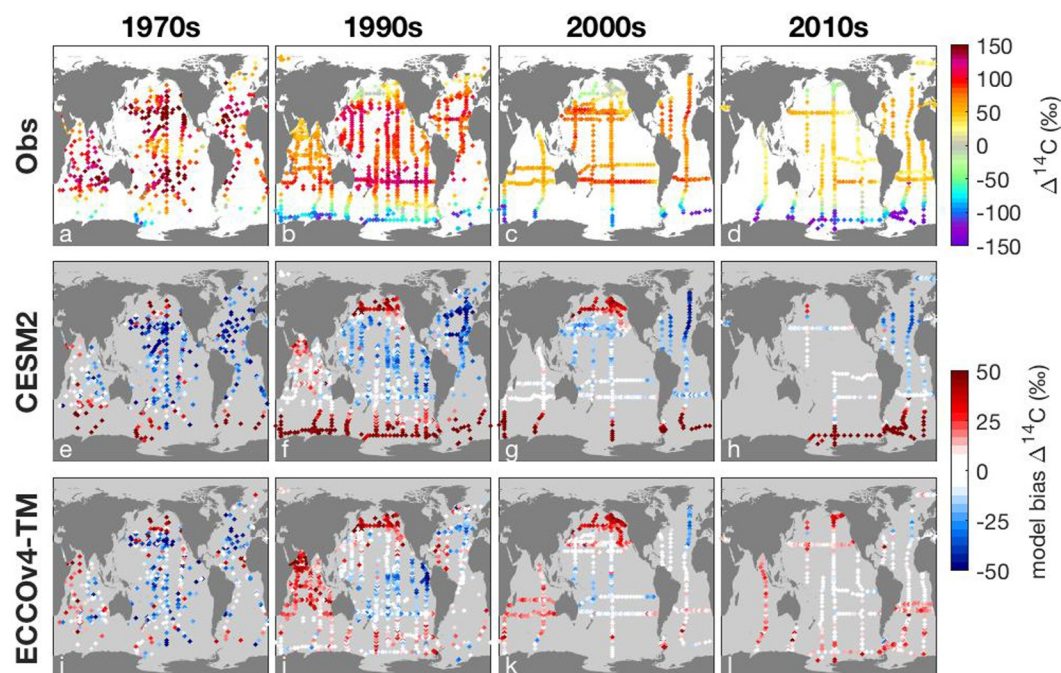 1970s 1990s 2000s 2010s
Obs
a b c d
150
100
50
0
-50
-100
-150
Δ¹⁴C (‰)
CESM2
e f g h
ECCOv4-TM
i j k l
50
25
0
-25
-50
model bias Δ¹⁴C (‰)